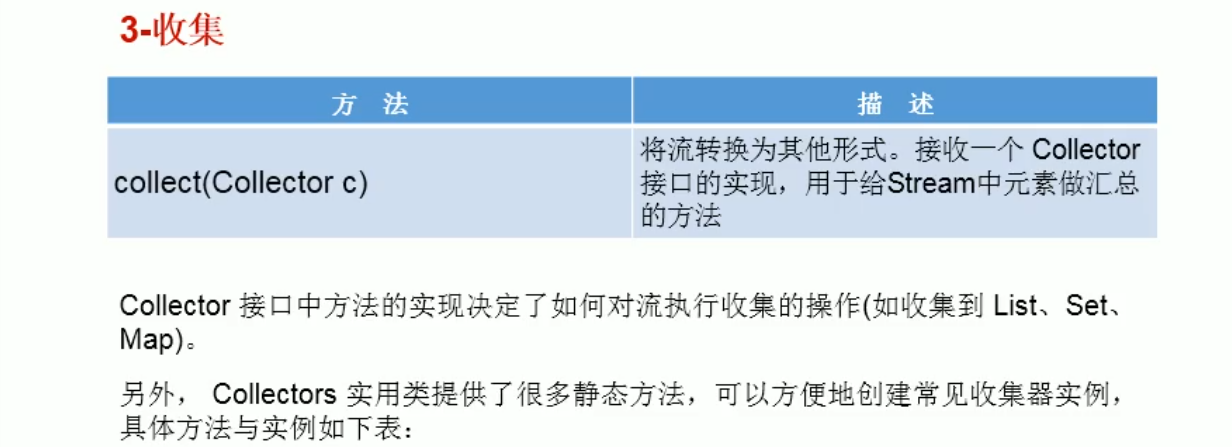 3-收集
方 法
描 述
collect(Collector c)
将流转换为其他形式。接收一个 Collector
接口的实现，用于给Stream中元素做汇总
的方法
Collector 接口中方法的实现决定了如何对流执行收集的操作(如收集到 List、Set、
Map)。
另外， Collectors 实用类提供了很多静态方法，可以方便地创建常见收集器实例，
具体方法与实例如下表：